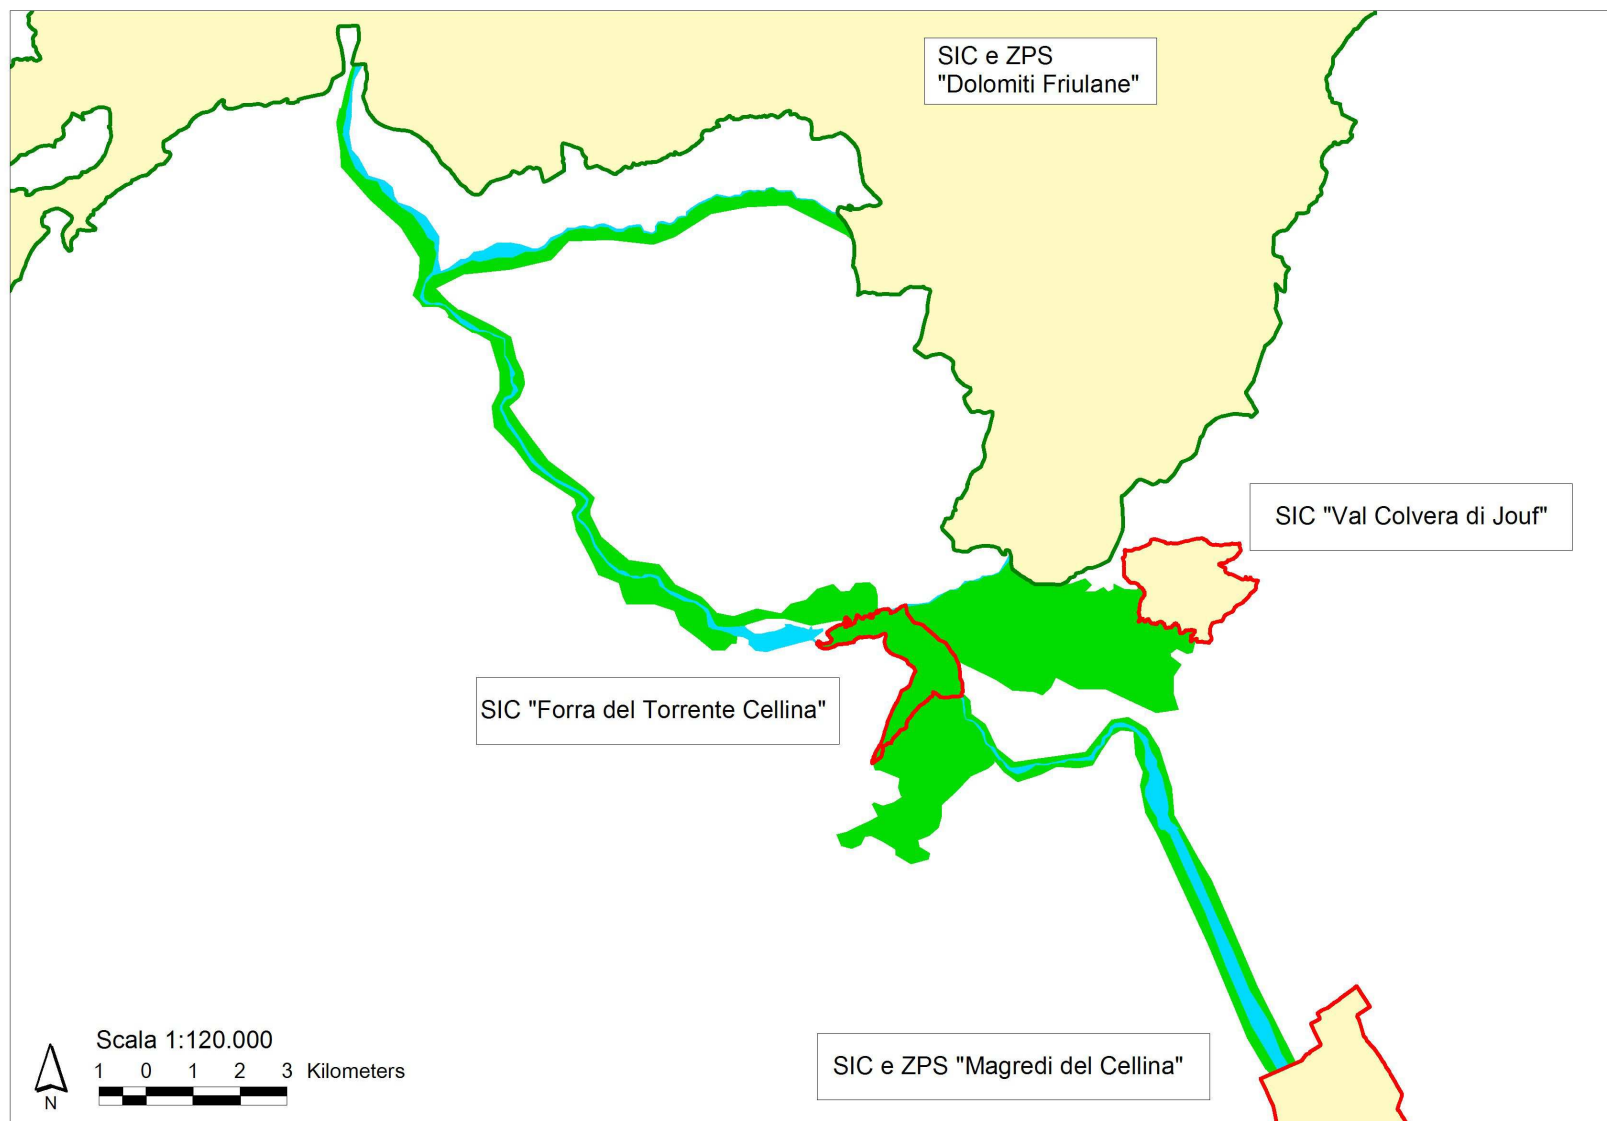 SIC e ZPS
"Dolomiti Friulane"
SIC "Val Colvera di Jouf"
SIC "Forra del Torrente Cellina"
SIC e ZPS "Magredi del Cellina"
Scala 1:120.000
1 0 1 2 3 Kilometers
N